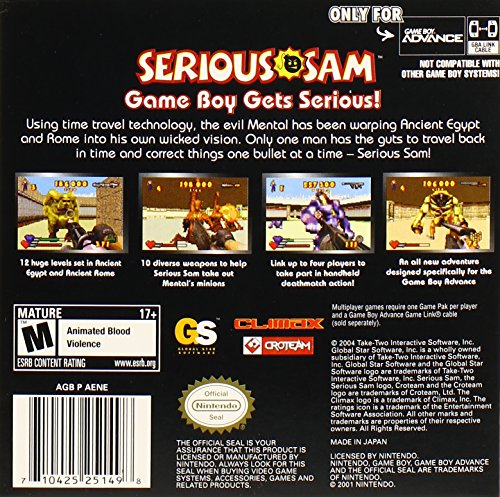 ONLY FOR
GAME BOY
ADVANCE
GBA LINK
CABLE
NOT COMPATIBLE WITH
OTHER GAME BOY SYSTEMS!
SERIOUS SAM™
Game Boy Gets Serious!
Using time travel technology, the evil Mental has been warping Ancient Egypt
and Rome into his own wicked vision. Only one man has the guts to travel back
in time and correct things one bullet at a time – Serious Sam!
12 huge levels set in Ancient
Egypt and Ancient Rome
10 diverse weapons to help
Serious Sam take out
Mental's minions
Link up to four players to
take part in handheld
deathmatch action!
An all new adventure
designed specifically for the
Game Boy Advance
MATURE 17+
M
Animated Blood
Violence
ESRB CONTENT RATING www.esrb.org
AGB P AENE
7 10425 25149 8
GS
GLOBAL STAR
SOFTWARE
CLIMAX
CROTEAM
Official
Nintendo
Seal
THE OFFICIAL SEAL IS YOUR
ASSURANCE THAT THIS PRODUCT IS
LICENSED OR MANUFACTURED BY
NINTENDO. ALWAYS LOOK FOR THIS
SEAL WHEN BUYING VIDEO GAME
SYSTEMS, ACCESSORIES, GAMES AND
RELATED PRODUCTS.
Multiplayer games require one Game Pak per player
and a Game Boy Advance Game Link® cable
(sold separately).
© 2004 Take-Two Interactive Software, Inc.
Global Star Software, Inc. is a wholly owned
subsidiary of Take-Two Interactive Software,
Inc. Global Star Software and the Global Star
logo are trademarks of Take-Two Interactive
Software, Inc. Serious Sam, the
Serious Sam logo, Croteam and the Croteam
logo are trademarks of Croteam, Ltd. The
Climax logo is a trademark of Climax, Inc. The
ratings icon is a trademark of the Entertainment
Software Association. All other marks and
trademarks are properties of their respective
owners. All rights reserved.
MADE IN JAPAN
LICENSED BY NINTENDO.
NINTENDO, GAME BOY, GAME BOY ADVANCE
AND THE OFFICIAL SEAL ARE TRADEMARKS
OF NINTENDO.
© 2001 NINTENDO.